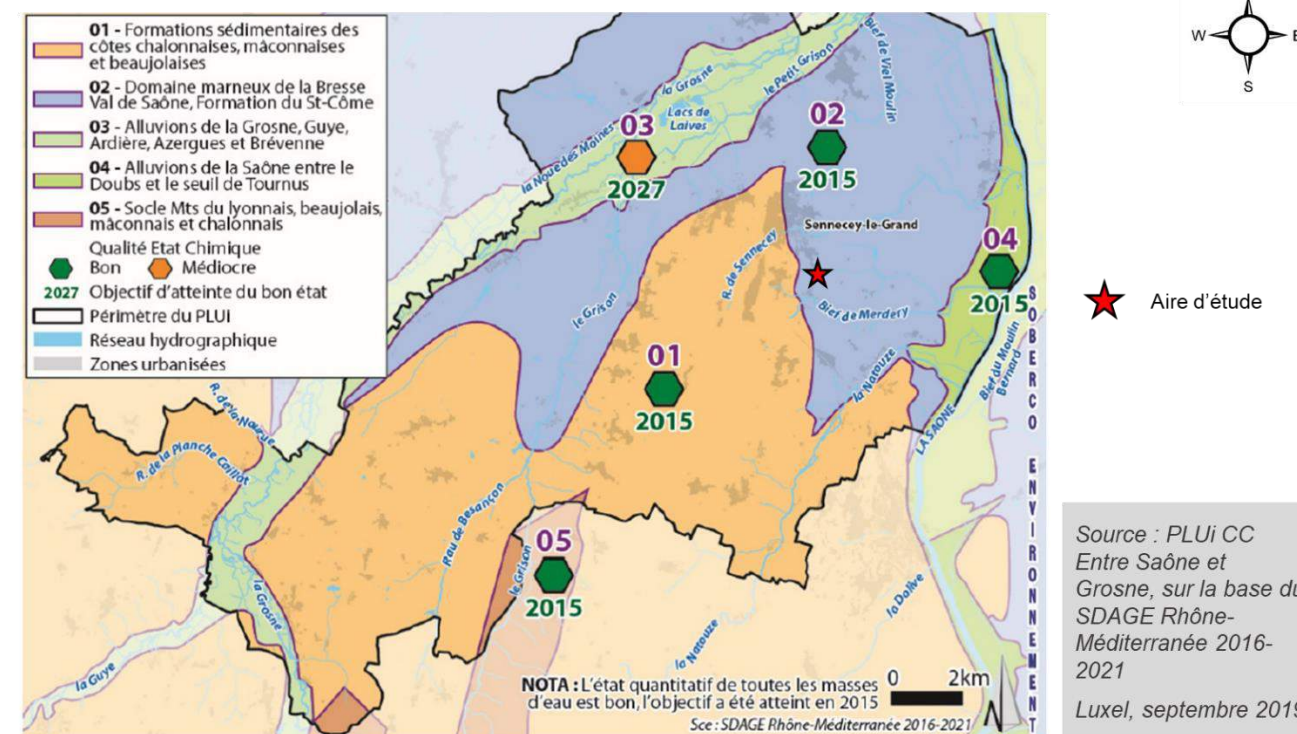 01 - Formations sédimentaires des
côtes chalonnaises, mâconnaises
et beaujolaises
02 - Domaine marneux de la Bresse
Val de Saône, Formation du St-Côme
03 - Alluvions de la Grosne, Guye,
Ardière, Azergues et Brévenne
04 - Alluvions de la Saône entre le
Doubs et le seuil de Tournus
05 - Socle Mts du lyonnais, beaujolais,
mâconnais et chalonnais
Qualité Etat Chimique
Bon
Médiocre
2027 Objectif d'atteinte du bon état
Périmètre du PLUi
Réseau hydrographique
Zones urbanisées
la Grosne
le Petit Grison
Bief de Viel Moulin
Lacs de
Laives
la Noue des Moines
03
2027
02
2015
Sennecey-le-Grand
R. de Sennecey
04
2015
le Grison
Bief de Merdery
01
2015
la Natouze
Bief du Moulin
Bernard
LA SAONE
R. de la Noue
R. de la Planche Caillot
Rau de Besançon
le Grison
05
2015
la Grosne
la Guye
la Natouze
la Dalive
NOTA : L'état quantitatif de toutes les masses
d'eau est bon, l'objectif a été atteint en 2015
0 2km
N
Sce : SDAGE Rhône-Méditerranée 2016-2021
SOBERCO ENVIRONNEMENT
W
E
S
Aire d'étude
Source : PLUi CC
Entre Saône et
Grosne, sur la base du
SDAGE Rhône-
Méditerranée 2016-
2021
Luxel, septembre 2019